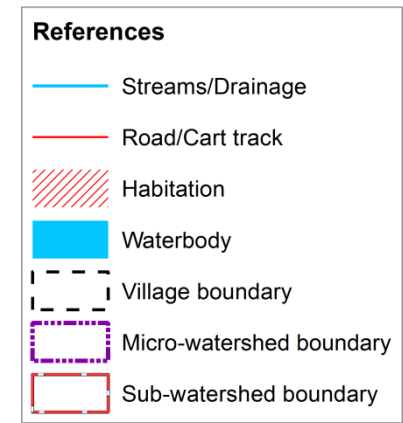 References
Streams/Drainage
Road/Cart track
Habitation
Waterbody
Village boundary
Micro-watershed boundary
Sub-watershed boundary